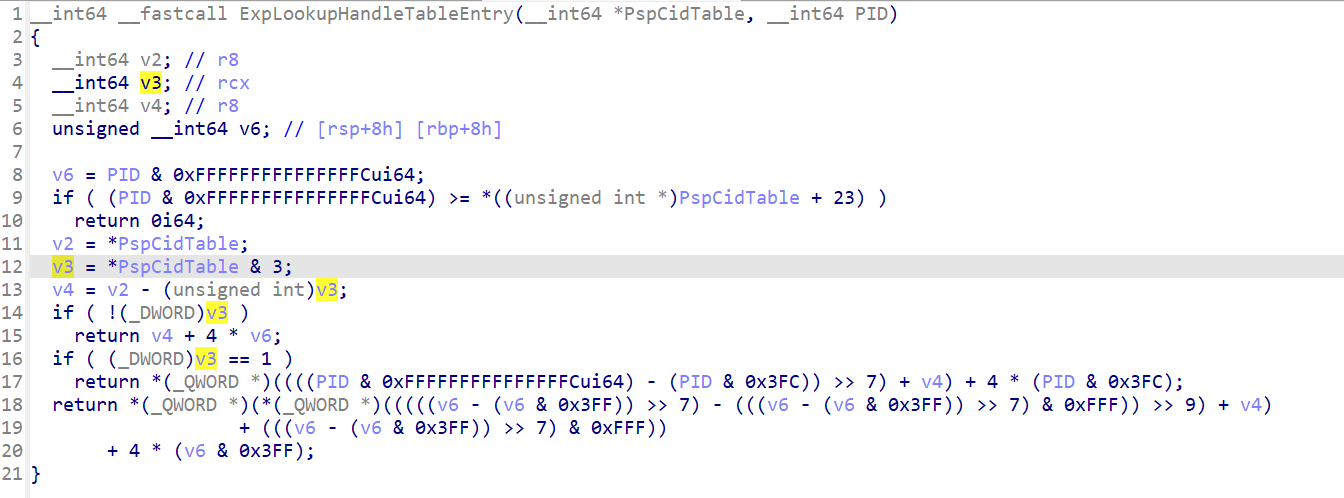 1 __int64 __fastcall ExpLookupHandleTableEntry(__int64 *PspCidTable, __int64 PID)
2 {
3   __int64 v2; // r8
4   __int64 v3; // rcx
5   __int64 v4; // r8
6   unsigned __int64 v6; // [rsp+8h] [rbp+8h]
7
8   v6 = PID & 0xFFFFFFFFFFFFFFFCui64;
9   if ( (PID & 0xFFFFFFFFFFFFFFFCui64) >= *((unsigned int *)PspCidTable + 23) )
10     return 0i64;
11   v2 = *PspCidTable;
12   v3 = *PspCidTable & 3;
13   v4 = v2 - (unsigned int)v3;
14   if ( !(_DWORD)v3 )
15     return v4 + 4 * v6;
16   if ( (_DWORD)v3 == 1 )
17     return *(_QWORD *)((((PID & 0xFFFFFFFFFFFFFFFCui64) - (PID & 0x3FC)) >> 7) + v4) + 4 * (PID & 0x3FC);
18   return *(_QWORD *)(*(_QWORD *)(((((v6 - (v6 & 0x3FF)) >> 7) - (((v6 - (v6 & 0x3FF)) >> 7) & 0xFFF)) >> 9) + v4)
19                    + (((v6 - (v6 & 0x3FF)) >> 7) & 0xFFF))
20        + 4 * (v6 & 0x3FF);
21 }